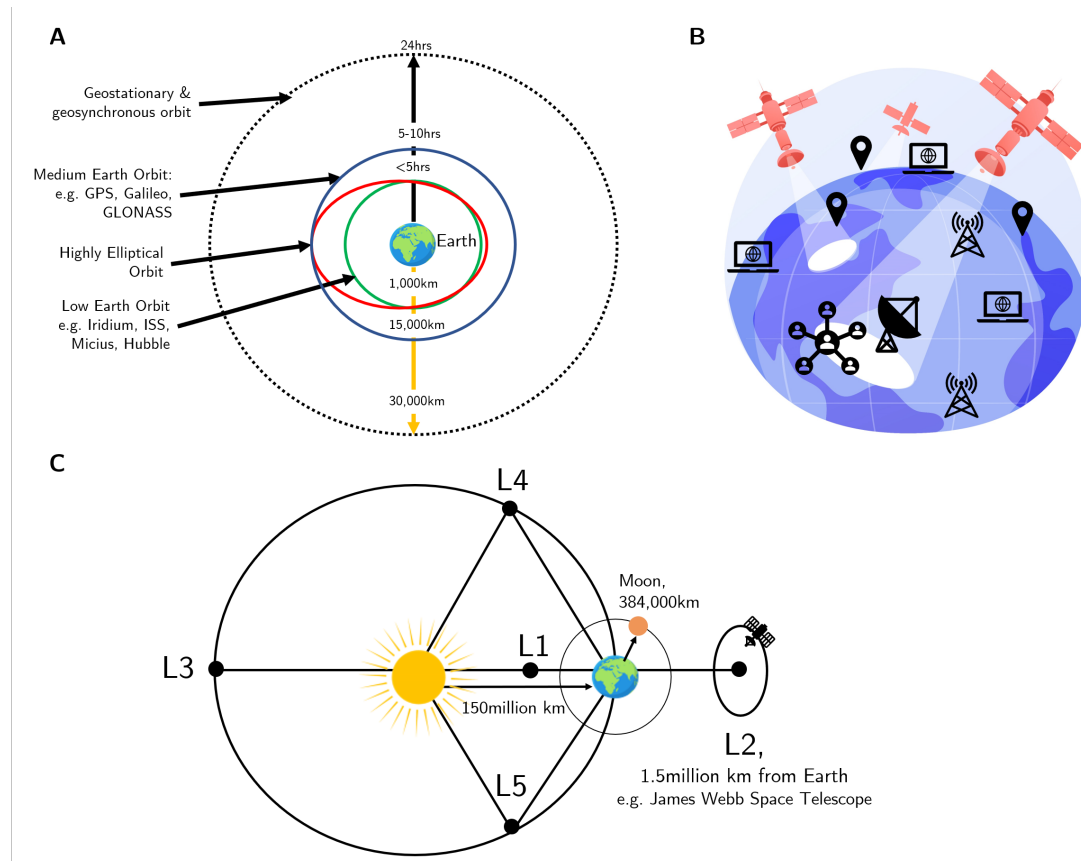 A
24hrs
Geostationary &
geosynchronous orbit
5-10hrs
<5hrs
Medium Earth Orbit:
e.g. GPS, Galileo,
GLONASS
Earth
Highly Elliptical
Orbit
1,000km
Low Earth Orbit
e.g. Iridium, ISS,
Micius, Hubble
15,000km
30,000km
B
C
L4
Moon,
384,000km
L3
L1
150million km
L2,
1.5million km from Earth
e.g. James Webb Space Telescope
L5